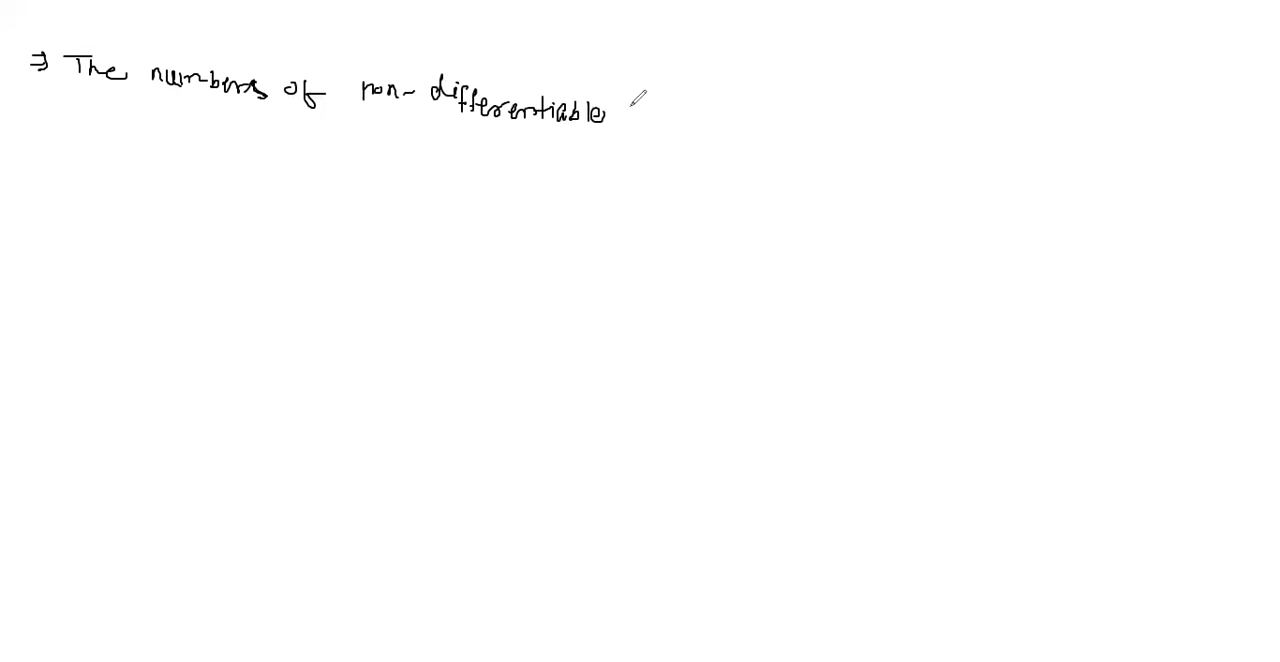 ⇒ The numbers of non-differentiable